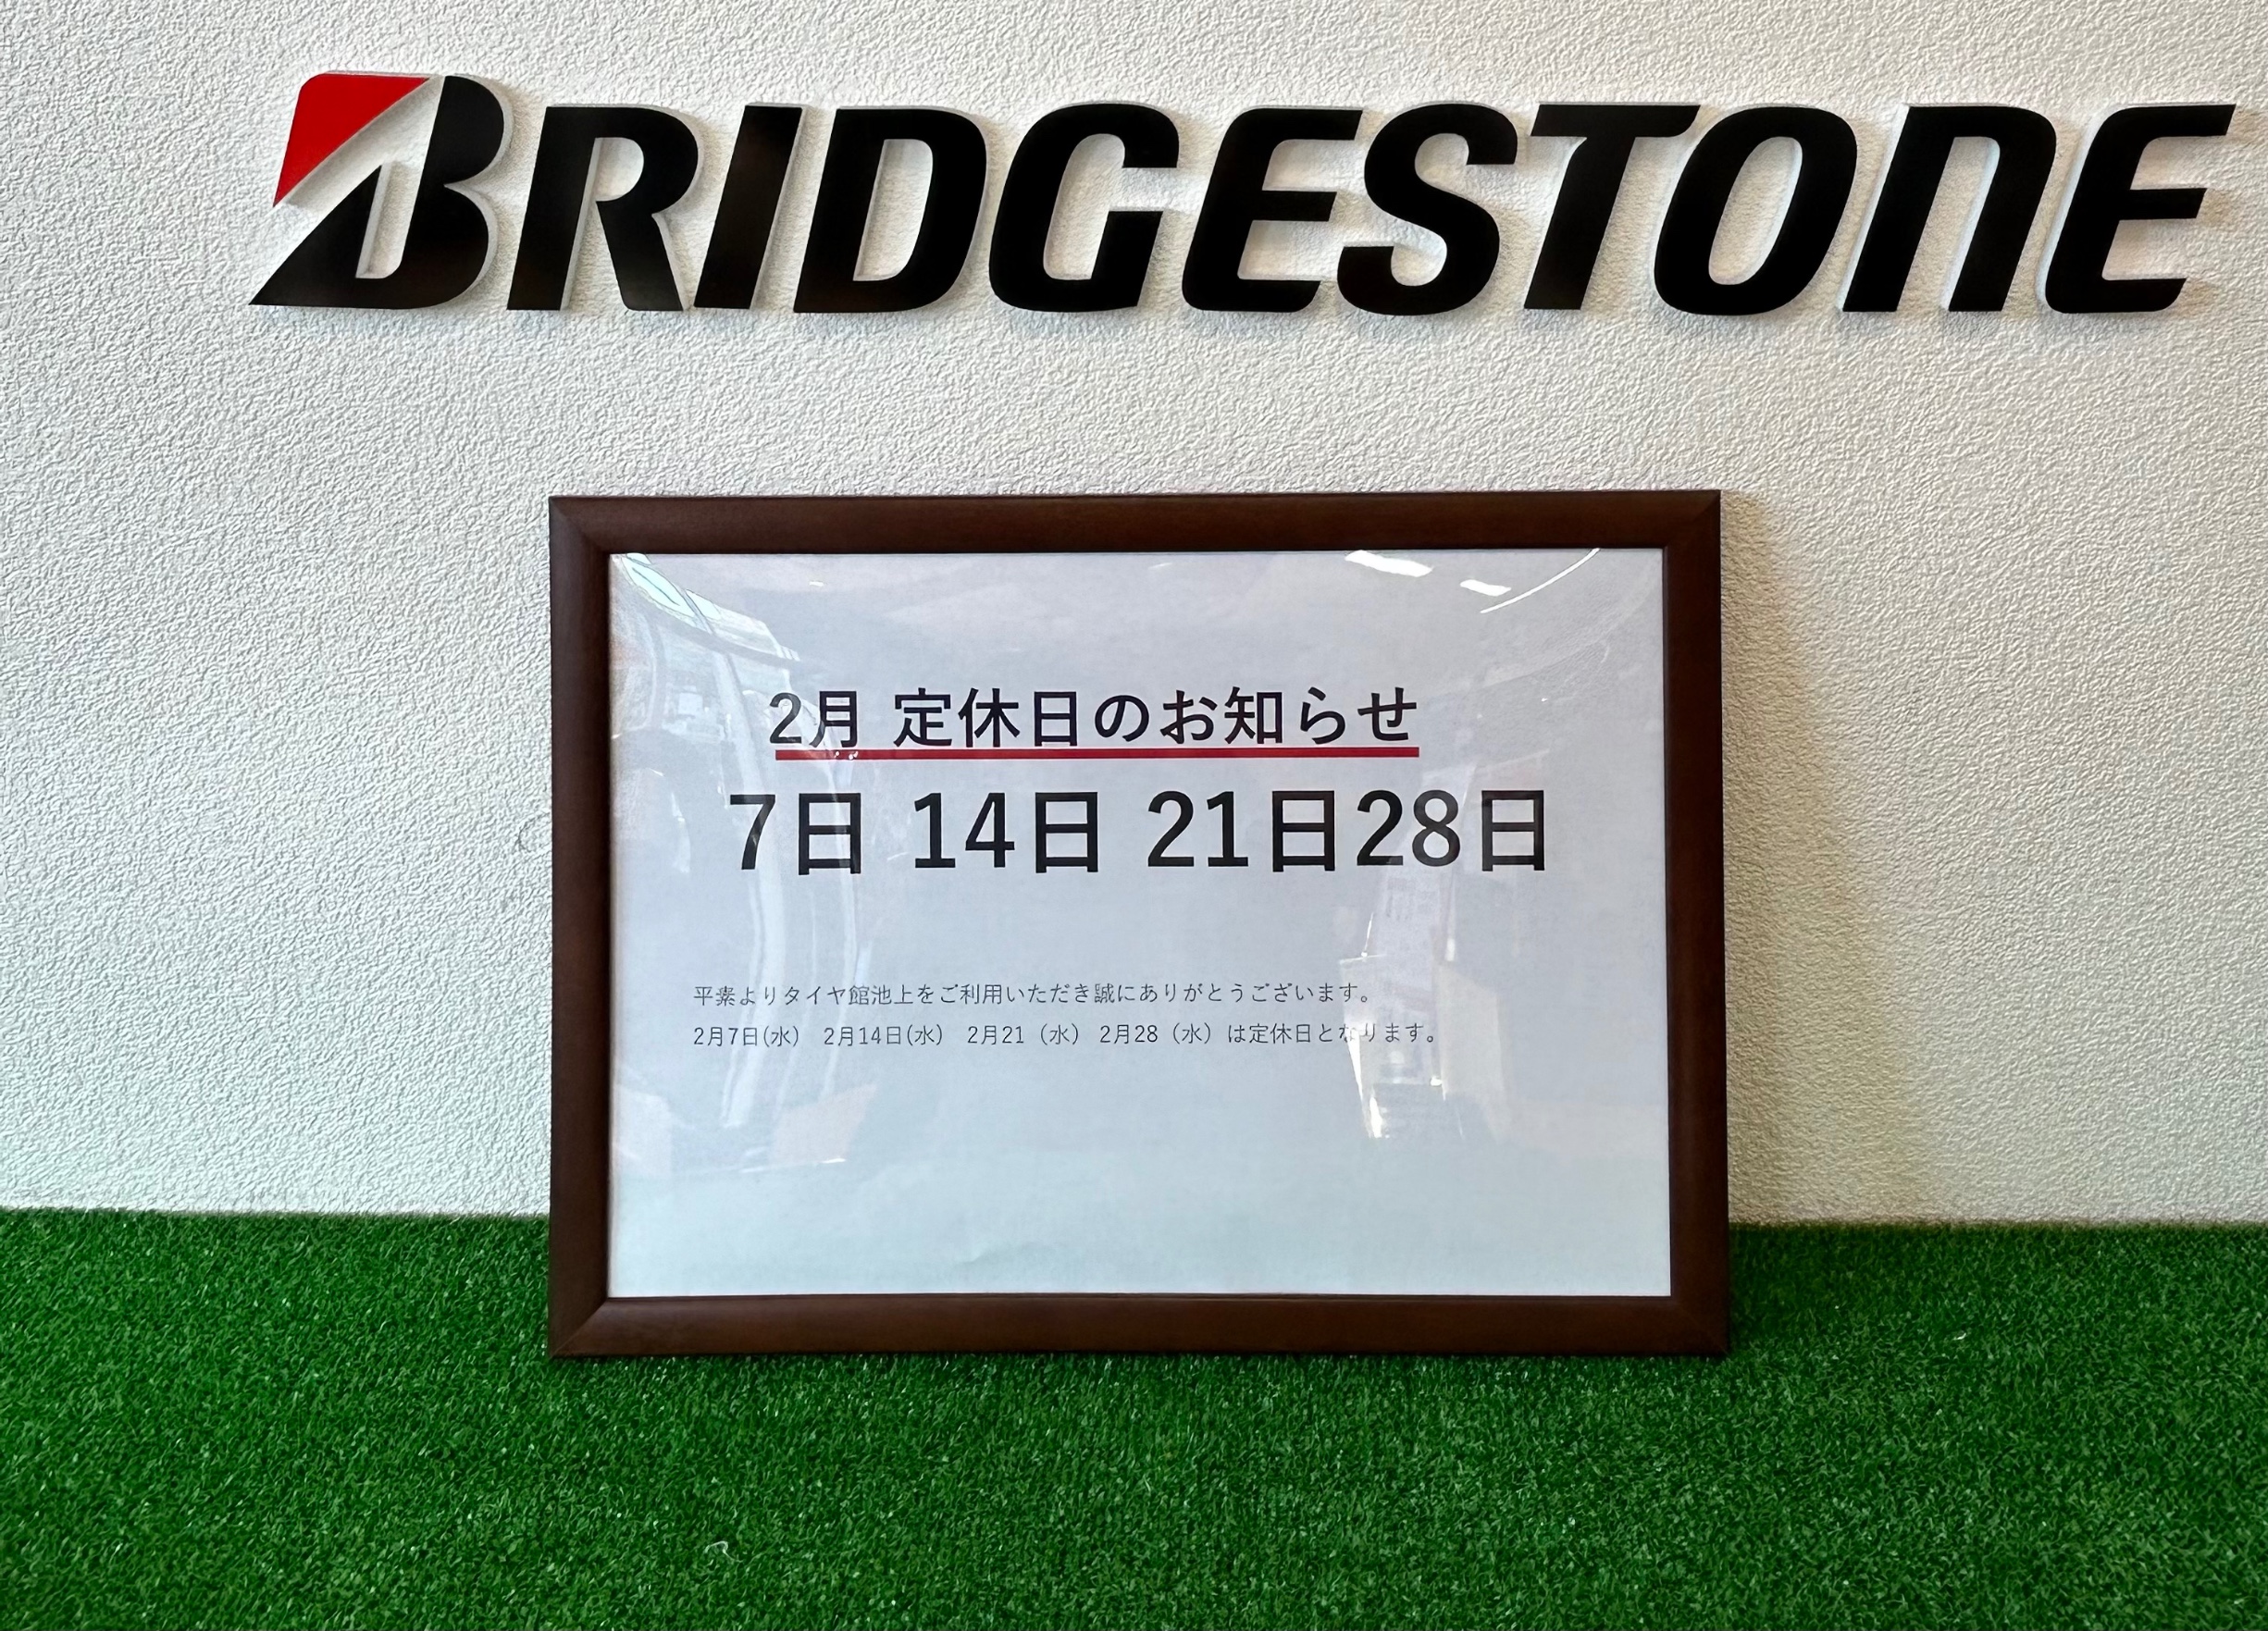 BRIDGESTONE
2月 定休日のお知らせ
7日 14日 21日28日
平素よりタイヤ館池上をご利用いただき誠にありがとうございます。
2月7日(水)　2月14日(水)　2月21（水） 2月28（水）は定休日となります。